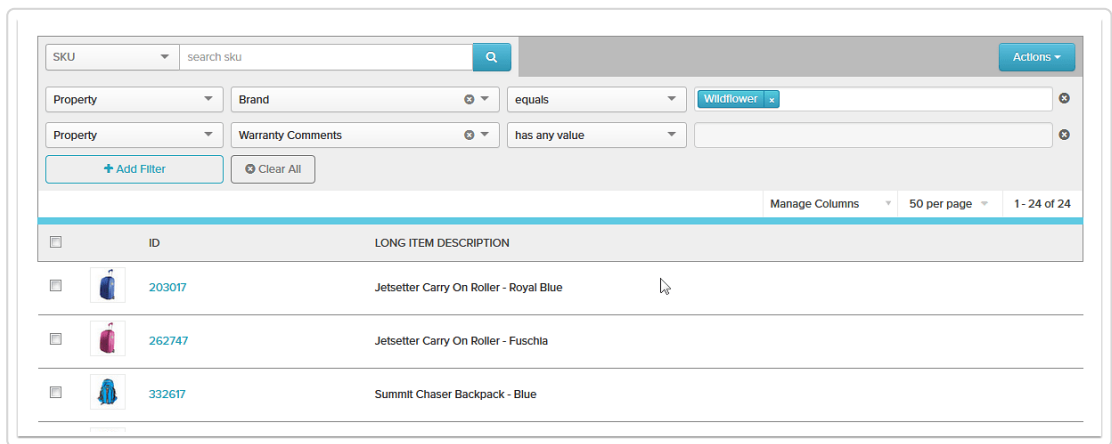 SKU search sku Actions
Property Brand equals Wildflower x
Property Warranty Comments has any value
+ Add Filter Clear All
Manage Columns 50 per page 1 - 24 of 24
ID LONG ITEM DESCRIPTION
203017 Jetsetter Carry On Roller - Royal Blue
262747 Jetsetter Carry On Roller - Fuschia
332617 Summit Chaser Backpack - Blue